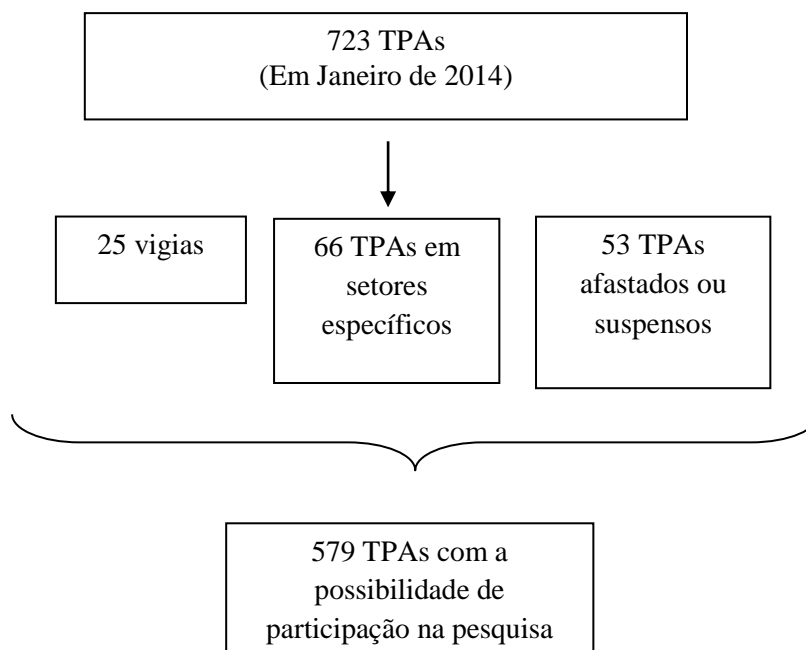 723 TPAs
(Em Janeiro de 2014)
25 vigias
66 TPAs em
setores
específicos
53 TPAs
afastados ou
suspensos
579 TPAs com a
possibilidade de
participação na pesquisa